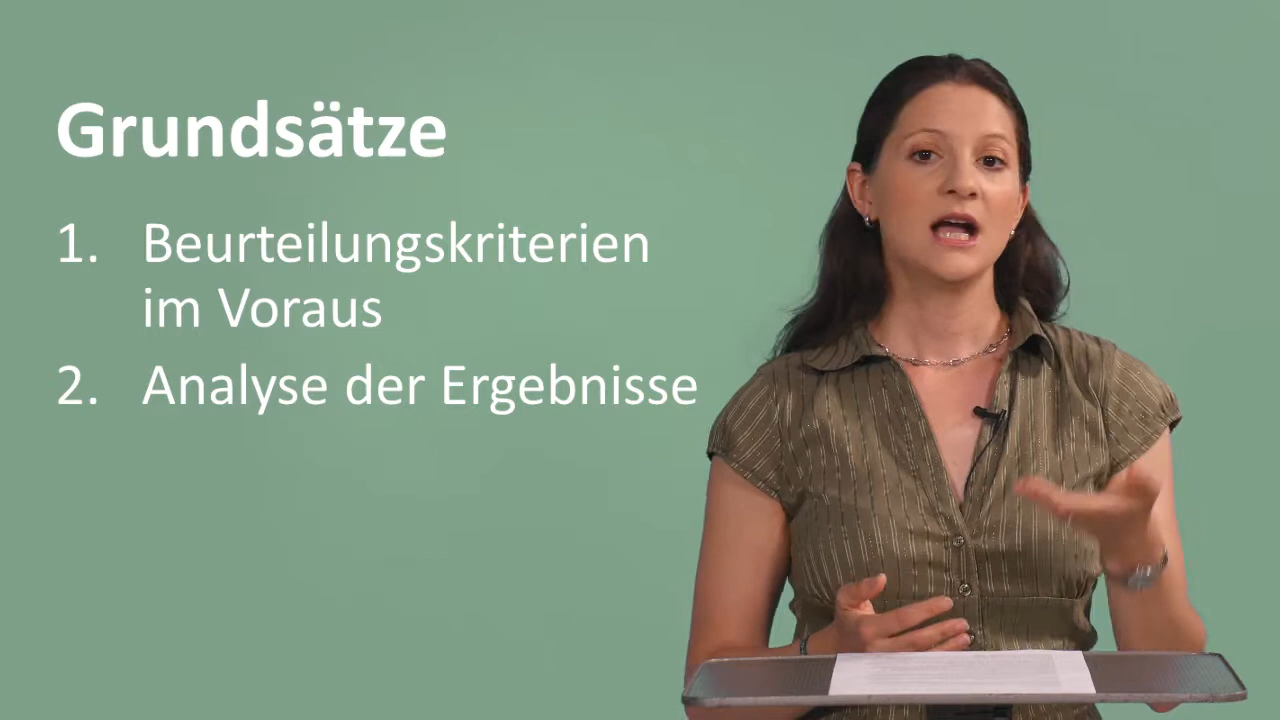 Grundsätze
1. Beurteilungskriterien
im Voraus
2. Analyse der Ergebnisse